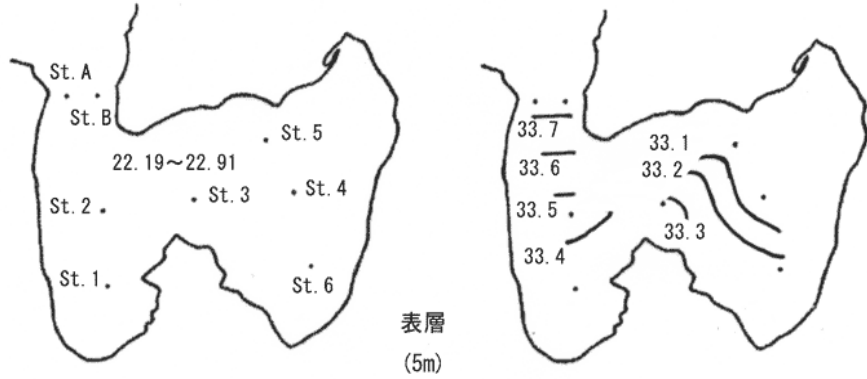 St. A
St. B
St. 5
22.19～22.91
St. 4
St. 3
St. 2
St. 1
St. 6
表層
(5m)
33.7
33.1
33.6
33.2
33.5
33.3
33.4